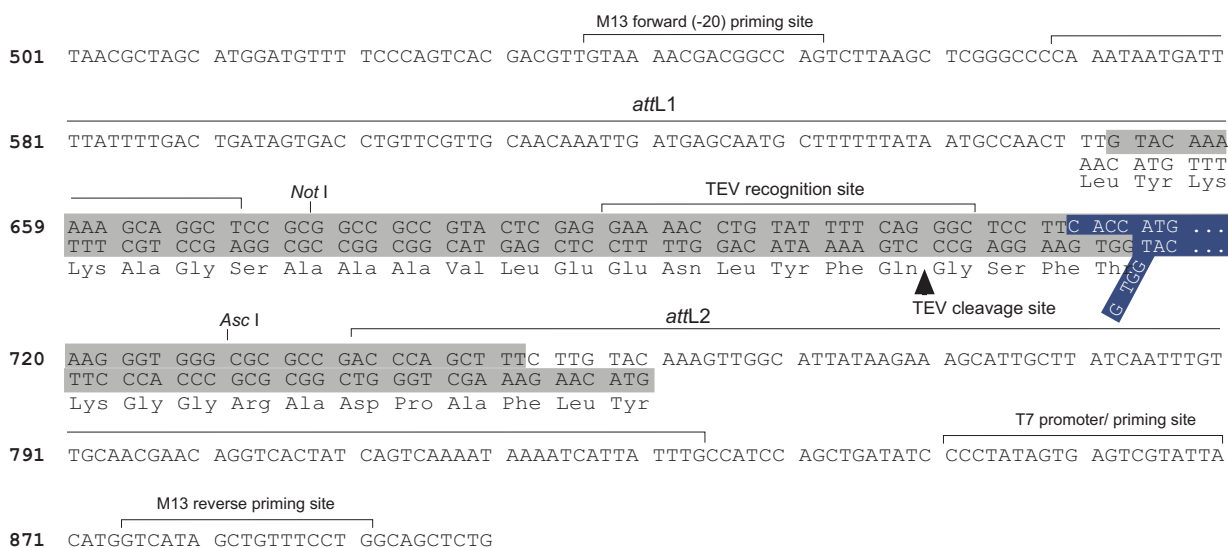 M13 forward (-20) priming site
501 TAACGCTAGC ATGGATGTTT TCCCAGTCAC GACGTTGTAA AACGACGGCC AGTCTTAAGC TCGGGCCCCA AATAATGATT
attL1
581 TTATTTTGAC TGATAGTGAC CTGTTCGTTG CAACAAATTG ATGAGCAATG CTTTTTTATA ATGCCAACT TTG TAC AAA
AAC ATG TTT
Leu Tyr Lys
Not I
TEV recognition site
659 AAA GCA GGC TCC GCG GCC GCC GTA CTC GAG GAA AAC CTG TAT TTT CAG GGC TCC TTC ACC ATG ...
TTT CGT CCG AGG CGC CGG CGG CAT GAG CTC CTT TTG GAC ATA AAA GTC CCG AGG AAG TGG TAC ...
Lys Ala Gly Ser Ala Ala Ala Val Leu Glu Glu Asn Leu Tyr Phe Gln Gly Ser Phe Thr
G TGG
TEV cleavage site
Asc I
attL2
720 AAG GGT GGG CGC GCC GAC CCA GCT TTC TTG TAC AAAGTTGGC ATTATAAGAA AGCATTGCTT ATCAATTTGT
TTC CCA CCC GCG CGG CTG GGT CGA AAG AAC ATG
Lys Gly Gly Arg Ala Asp Pro Ala Phe Leu Tyr
T7 promoter/ priming site
791 TGCAACGAAC AGGTCACTAT CAGTCAAAAT AAAATCATTA TTTGCCATCC AGCTGATATC CCCTATAGTG AGTCGTATTA
M13 reverse priming site
871 CATGGTCATA GCTGTTTCCT GGCAGCTCTG